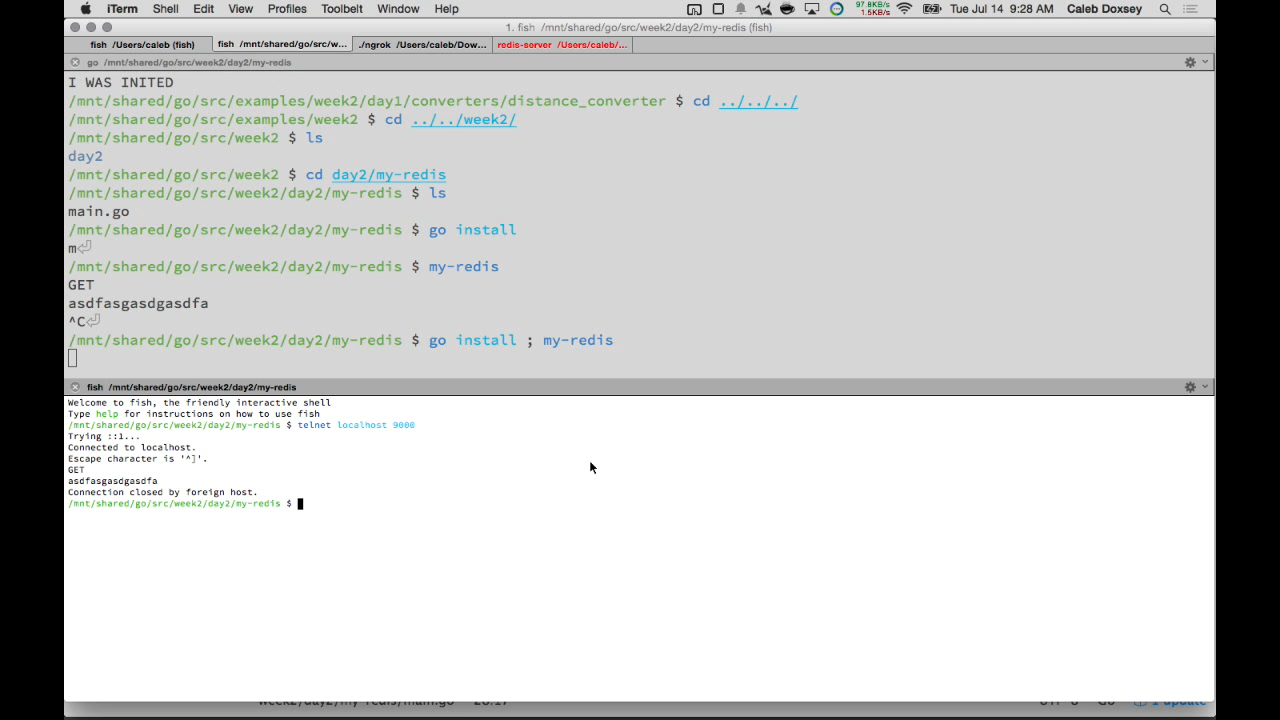 iTerm Shell Edit View Profiles Toolbelt Window Help 97.8KB/s 1.5KB/s Tue Jul 14 9:28 AM Caleb Doxsey
1. fish /mnt/shared/go/src/week2/day2/my-redis (fish)
fish /Users/caleb (fish) fish /mnt/shared/go/src/w... ./ngrok /Users/caleb/Dow... redis-server /Users/caleb/...
go /mnt/shared/go/src/week2/day2/my-redis
I WAS INITED
/mnt/shared/go/src/examples/week2/day1/converters/distance_converter $ cd ../../../
/mnt/shared/go/src/examples/week2 $ cd ../../week2/
/mnt/shared/go/src/week2 $ ls
day2
/mnt/shared/go/src/week2 $ cd day2/my-redis
/mnt/shared/go/src/week2/day2/my-redis $ ls
main.go
/mnt/shared/go/src/week2/day2/my-redis $ go install
m⏎
/mnt/shared/go/src/week2/day2/my-redis $ my-redis
GET
asdfasgasdgasdfa
^C⏎
/mnt/shared/go/src/week2/day2/my-redis $ go install ; my-redis
fish /mnt/shared/go/src/week2/day2/my-redis
Welcome to fish, the friendly interactive shell
Type help for instructions on how to use fish
/mnt/shared/go/src/week2/day2/my-redis $ telnet localhost 9000
Trying ::1...
Connected to localhost.
Escape character is '^]'.
GET
asdfasgasdgasdfa
Connection closed by foreign host.
/mnt/shared/go/src/week2/day2/my-redis $